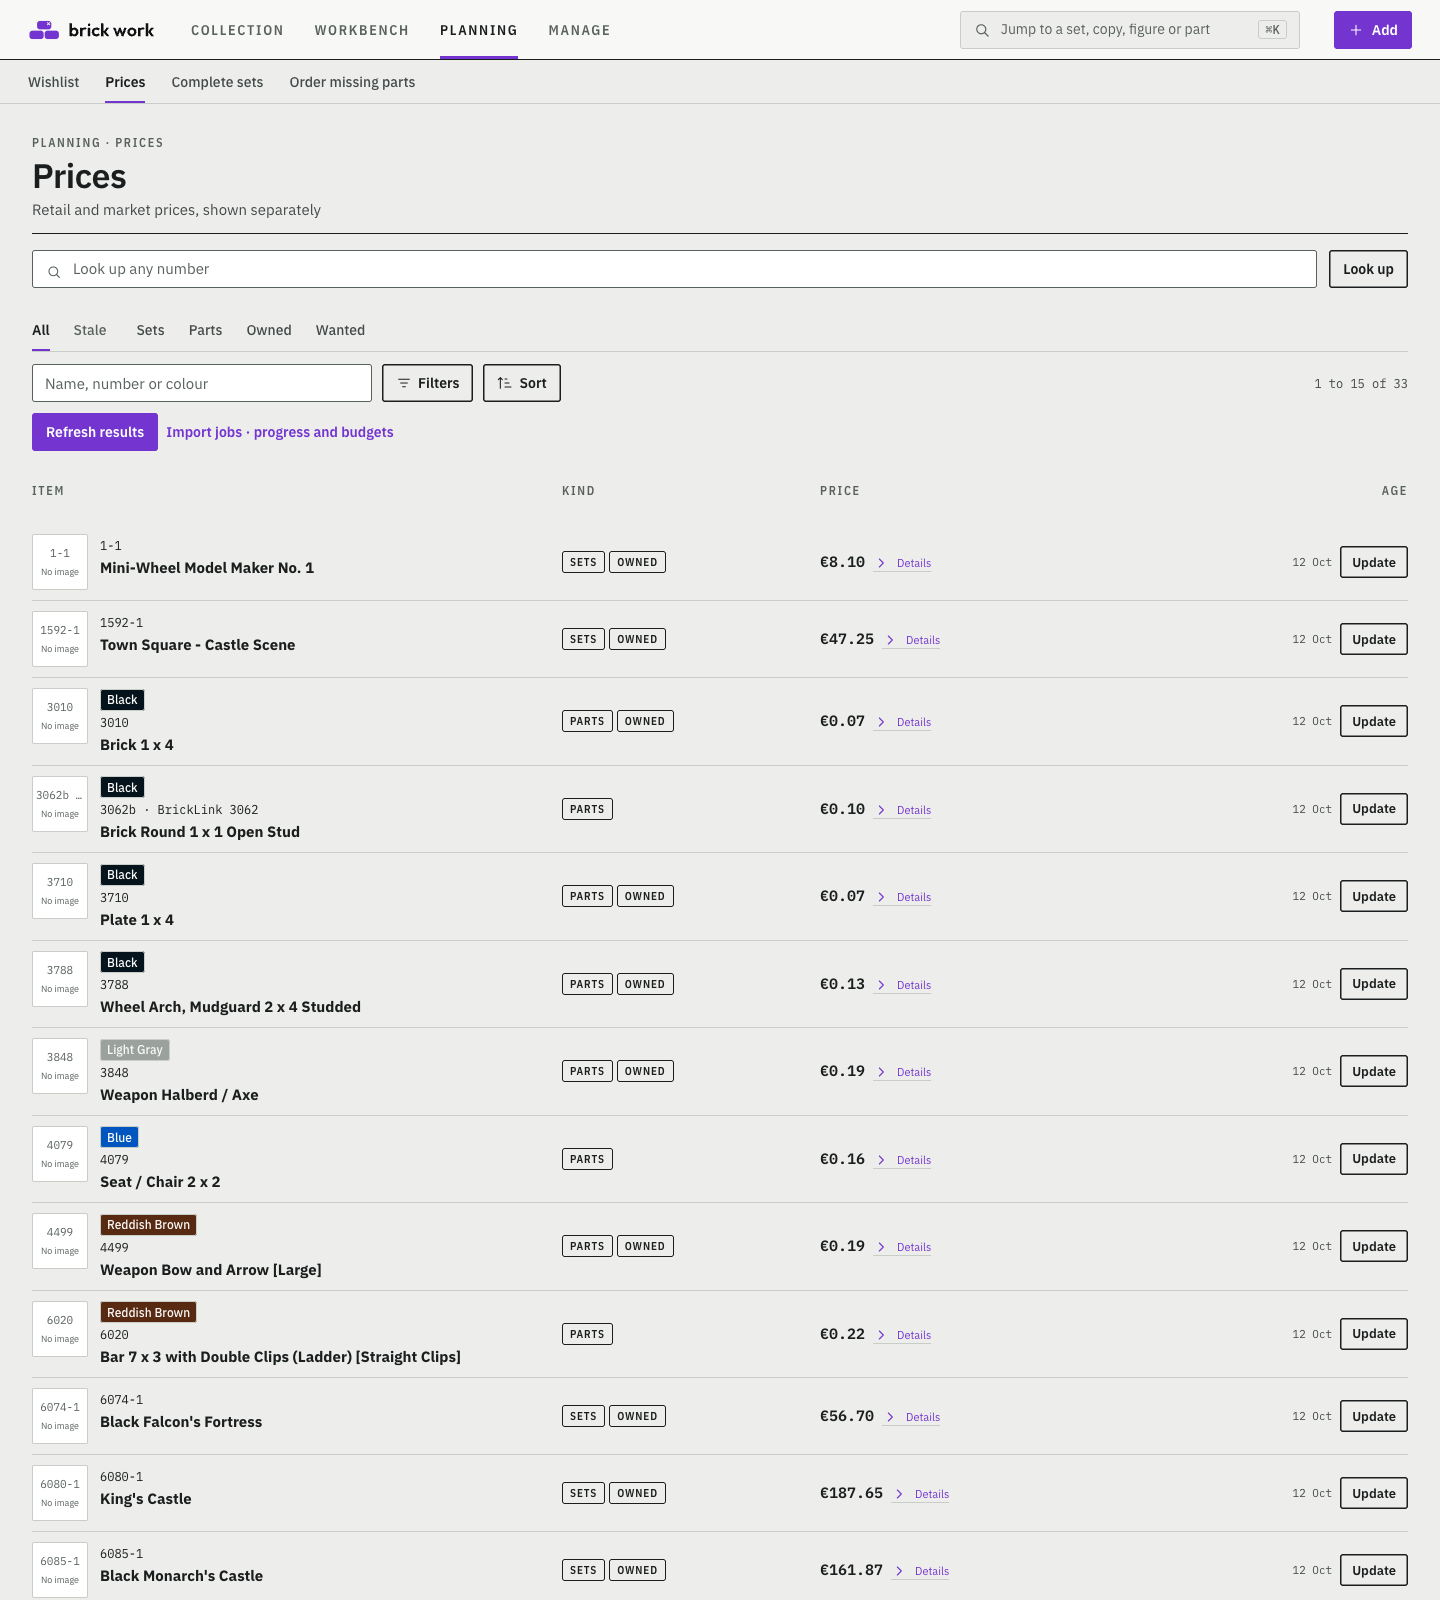 brick work COLLECTION WORKBENCH PLANNING MANAGE Jump to a set, copy, figure or part ⌘K + Add
Wishlist Prices Complete sets Order missing parts
PLANNING · PRICES
Prices
Retail and market prices, shown separately
Look up any number Look up
All Stale Sets Parts Owned Wanted
Name, number or colour Filters Sort 1 to 15 of 33
Refresh results Import jobs · progress and budgets
ITEM KIND PRICE AGE
1-1
No image
1-1
Mini-Wheel Model Maker No. 1
SETS OWNED €8.10 Details 12 Oct Update
1592-1
No image
1592-1
Town Square - Castle Scene
SETS OWNED €47.25 Details 12 Oct Update
3010
No image
Black
3010
Brick 1 x 4
PARTS OWNED €0.07 Details 12 Oct Update
3062b …
No image
Black
3062b · BrickLink 3062
Brick Round 1 x 1 Open Stud
PARTS €0.10 Details 12 Oct Update
3710
No image
Black
3710
Plate 1 x 4
PARTS OWNED €0.07 Details 12 Oct Update
3788
No image
Black
3788
Wheel Arch, Mudguard 2 x 4 Studded
PARTS OWNED €0.13 Details 12 Oct Update
3848
No image
Light Gray
3848
Weapon Halberd / Axe
PARTS OWNED €0.19 Details 12 Oct Update
4079
No image
Blue
4079
Seat / Chair 2 x 2
PARTS €0.16 Details 12 Oct Update
4499
No image
Reddish Brown
4499
Weapon Bow and Arrow [Large]
PARTS OWNED €0.19 Details 12 Oct Update
6020
No image
Reddish Brown
6020
Bar 7 x 3 with Double Clips (Ladder) [Straight Clips]
PARTS €0.22 Details 12 Oct Update
6074-1
No image
6074-1
Black Falcon's Fortress
SETS OWNED €56.70 Details 12 Oct Update
6080-1
No image
6080-1
King's Castle
SETS OWNED €187.65 Details 12 Oct Update
6085-1
No image
6085-1
Black Monarch's Castle
SETS OWNED €161.87 Details 12 Oct Update